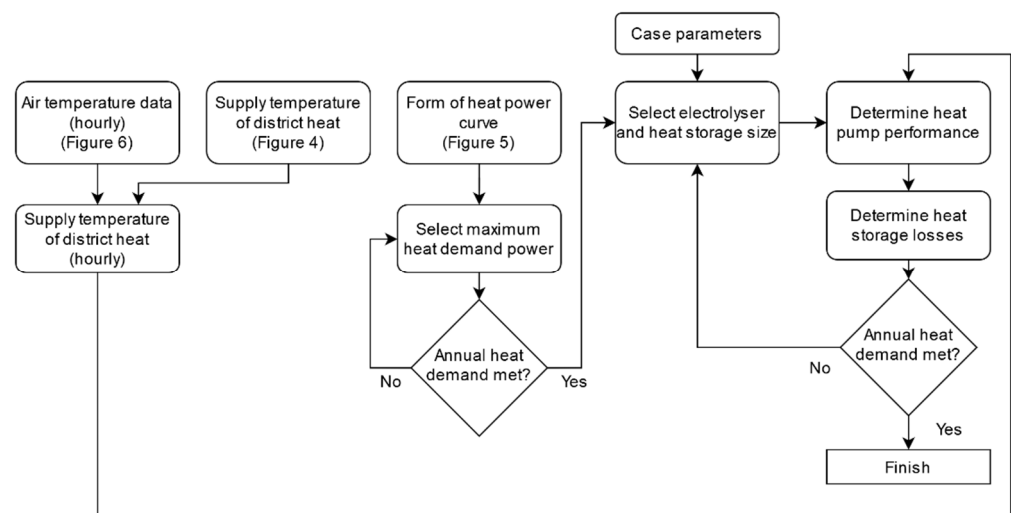 Case parameters
Air temperature data
(hourly)
(Figure 6)
Supply temperature
of district heat
(Figure 4)
Form of heat power
curve
(Figure 5)
Select electrolyser
and heat storage size
Determine heat
pump performance
Supply temperature
of district heat
(hourly)
Select maximum
heat demand power
Determine heat
storage losses
Annual heat
demand met?
No
Yes
Annual heat
demand met?
No
Yes
Finish